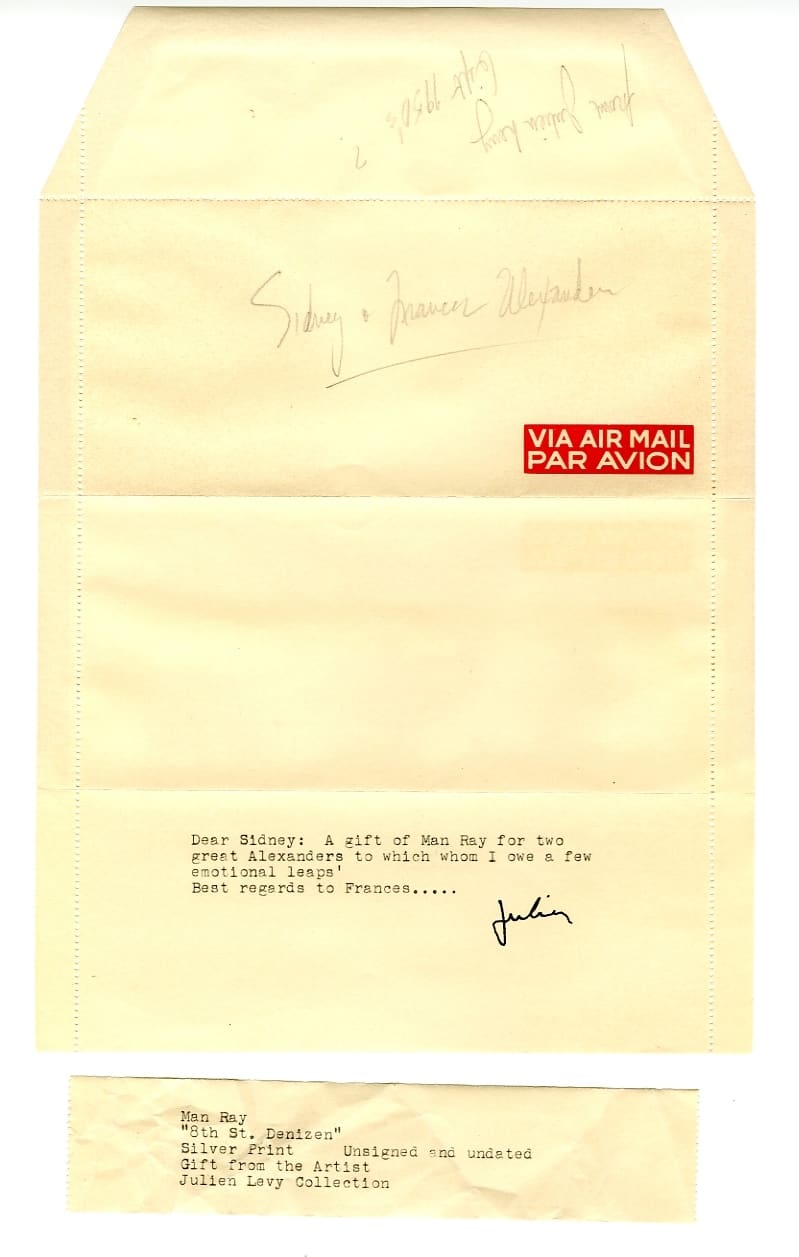 from Julien Levy
Gift 1930's
?
Sidney & Frances Alexander
VIA AIR MAIL
PAR AVION
Dear Sidney:  A gift of Man Ray for two
great Alexanders to which whom I owe a few
emotional leaps'
Best regards to Frances.....
Julien
Man Ray
"8th St. Denizen"
Silver Print     Unsigned and undated
Gift from the Artist
Julien Levy Collection